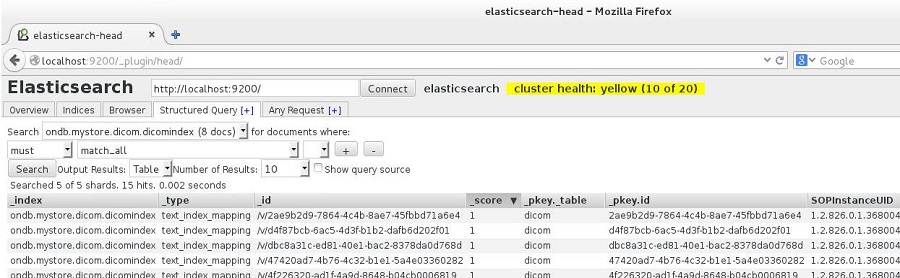 elasticsearch-head - Mozilla Firefox
elasticsearch-head
localhost:9200/_plugin/head/ Google
Elasticsearch http://localhost:9200/ Connect elasticsearch cluster health: yellow (10 of 20)
Overview Indices Browser Structured Query [+] Any Request [+]
Search ondb.mystore.dicom.dicomindex (8 docs) for documents where:
must match_all + -
Search Output Results: Table Number of Results: 10 Show query source
Searched 5 of 5 shards. 15 hits. 0.002 seconds
_index _type _id _score ▼ _pkey._table _pkey.id SOPInstanceUID
ondb.mystore.dicom.dicomindex text_index_mapping /v/2ae9b2d9-7864-4c4b-8ae7-45fbbd71a6e4 1 dicom 2ae9b2d9-7864-4c4b-8ae7-45fbbd71a6e4 1.2.826.0.1.368004
ondb.mystore.dicom.dicomindex text_index_mapping /v/d4f87bcb-6ac5-4d3f-b1b2-dafb6d202f01 1 dicom d4f87bcb-6ac5-4d3f-b1b2-dafb6d202f01 1.2.826.0.1.368004
ondb.mystore.dicom.dicomindex text_index_mapping /v/dbc8a31c-ed81-40e1-bac2-8378da0d768d 1 dicom dbc8a31c-ed81-40e1-bac2-8378da0d768d 1.2.826.0.1.368004
ondb.mystore.dicom.dicomindex text_index_mapping /v/47420ad7-4b76-4c32-b1e1-5a4e03360282 1 dicom 47420ad7-4b76-4c32-b1e1-5a4e03360282 1.2.826.0.1.368004
ondb.mystore.dicom.dicomindex text_index_mapping /v/4f226320-ad1f-4a9d-8648-b04cb0006819 1 dicom 4f226320-ad1f-4a9d-8648-b04cb0006819 1.2.826.0.1.368004